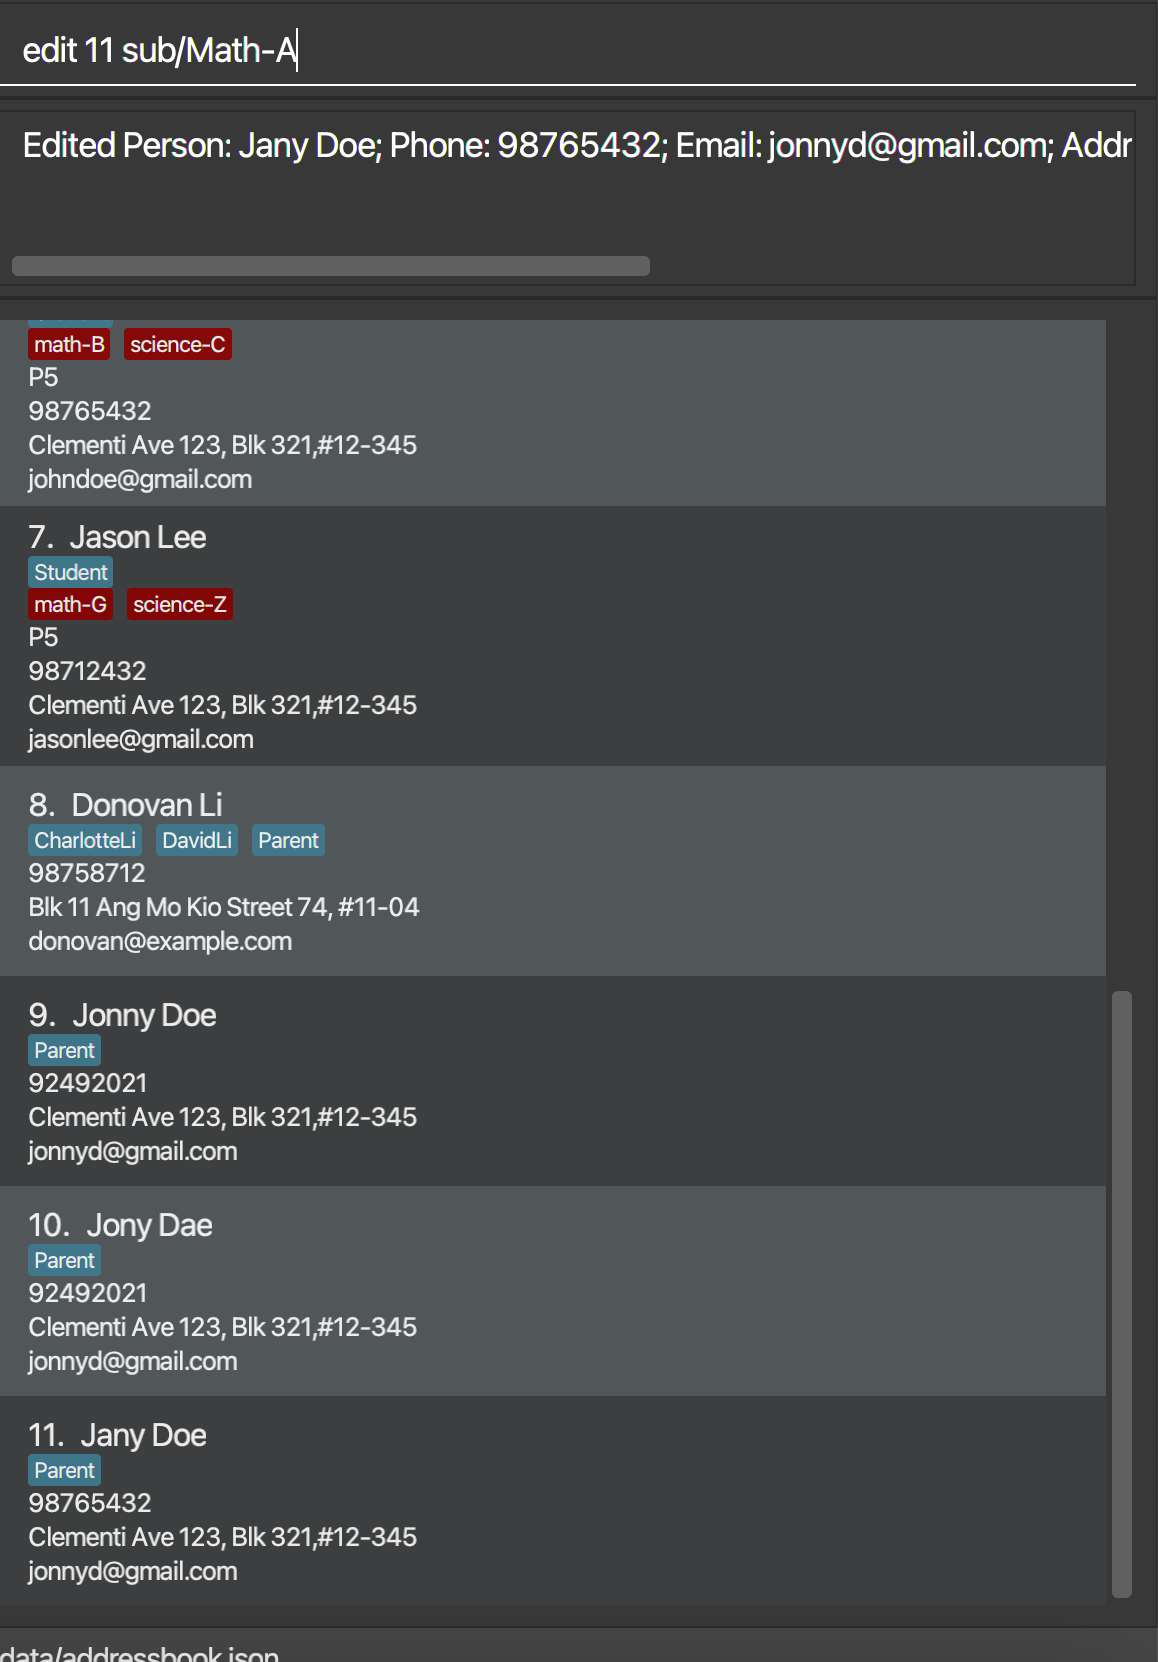 edit 11 sub/Math-A
Edited Person: Jany Doe; Phone: 98765432; Email: jonnyd@gmail.com; Addr
math-B science-C
P5
98765432
Clementi Ave 123, Blk 321,#12-345
johndoe@gmail.com
7. Jason Lee
Student
math-G science-Z
P5
98712432
Clementi Ave 123, Blk 321,#12-345
jasonlee@gmail.com
8. Donovan Li
CharlotteLi DavidLi Parent
98758712
Blk 11 Ang Mo Kio Street 74, #11-04
donovan@example.com
9. Jonny Doe
Parent
92492021
Clementi Ave 123, Blk 321,#12-345
jonnyd@gmail.com
10. Jony Dae
Parent
92492021
Clementi Ave 123, Blk 321,#12-345
jonnyd@gmail.com
11. Jany Doe
Parent
98765432
Clementi Ave 123, Blk 321,#12-345
jonnyd@gmail.com
data/addressbook.json